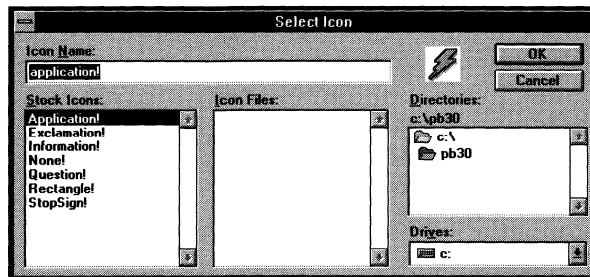 Select Icon
Icon Name:
application!
OK
Cancel
Stock Icons:
Application!
Exclamation!
Information!
None!
Question!
Rectangle!
StopSign!
Icon Files:
Directories:
c:\pb30
c:\
pb30
Drives:
c: